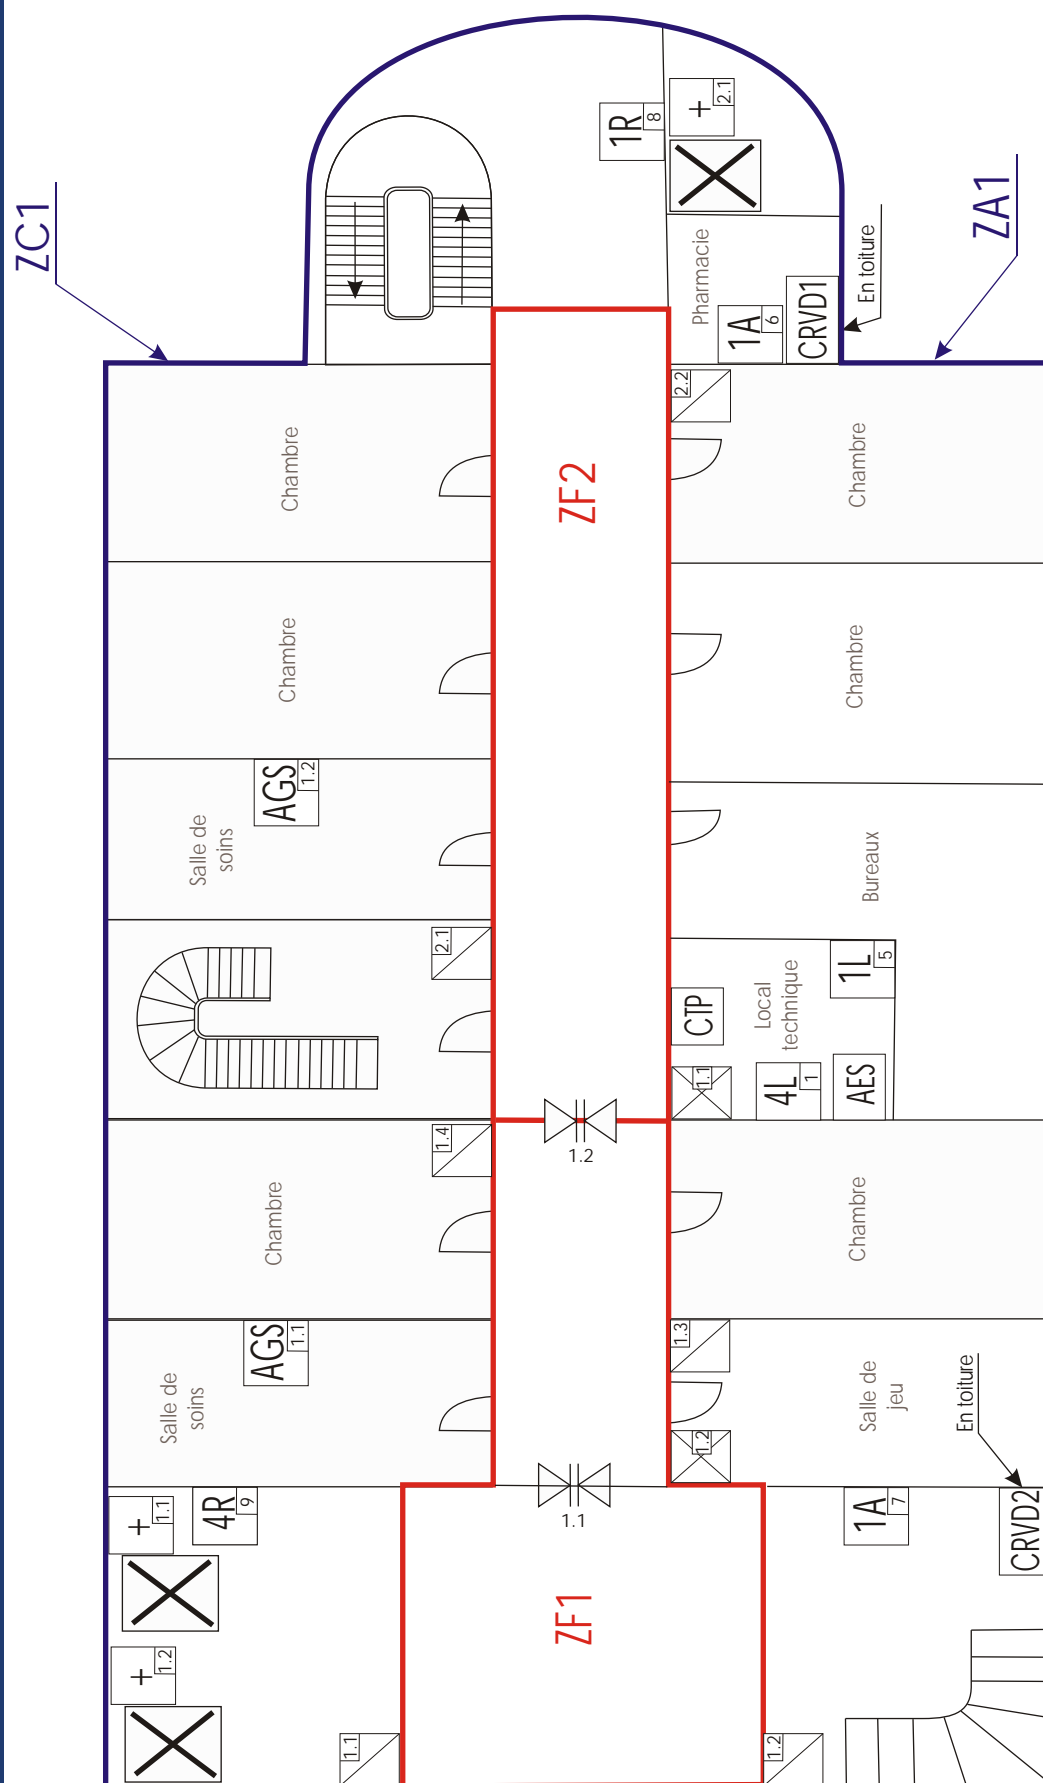 ZC1
ZA1
1R
8
+
2.1
Pharmacie
1A
6
CRVD1
En toiture
2.2
Chambre
ZF2
Chambre
Chambre
Chambre
AGS
1.2
Salle de
soins
Bureaux
2.1
1L
5
CTP
Local
technique
1.1
4L
1
AES
1.2
1.4
Chambre
Chambre
AGS
1.1
Salle de
soins
1.3
Salle de
jeu
En toiture
1.2
+
1.1
4R
9
1.1
1A
7
CRVD2
ZF1
+
1.2
1.1
1.2